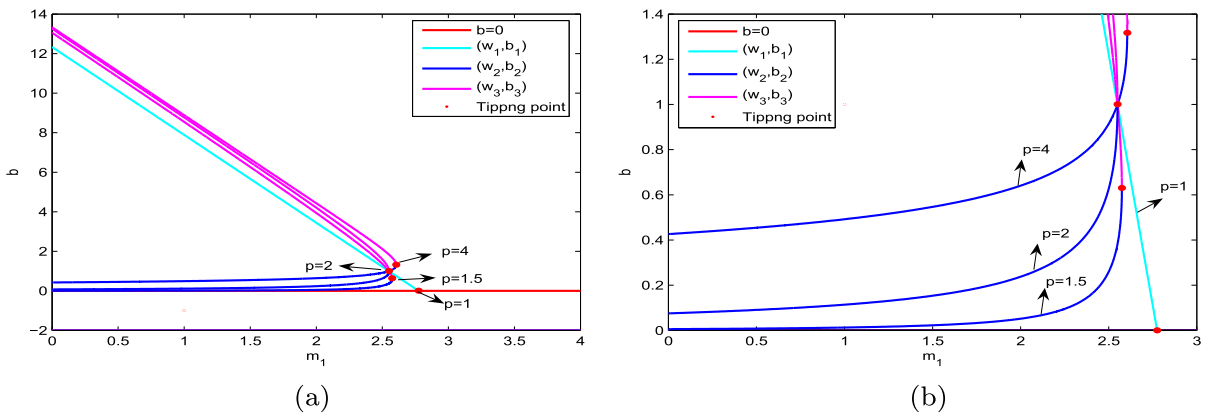 14
12
10
8
6
4
2
0
−2
b
0 0.5 1 1.5 2 2.5 3 3.5 4
m1
b=0
(w1,b1)
(w2,b2)
(w3,b3)
Tippng point
p=2
p=4
p=1.5
p=1
(a)
1.4
1.2
1
0.8
0.6
0.4
0.2
0
b
0 0.5 1 1.5 2 2.5 3
m1
b=0
(w1,b1)
(w2,b2)
(w3,b3)
Tippng point
p=4
p=1
p=2
p=1.5
(b)